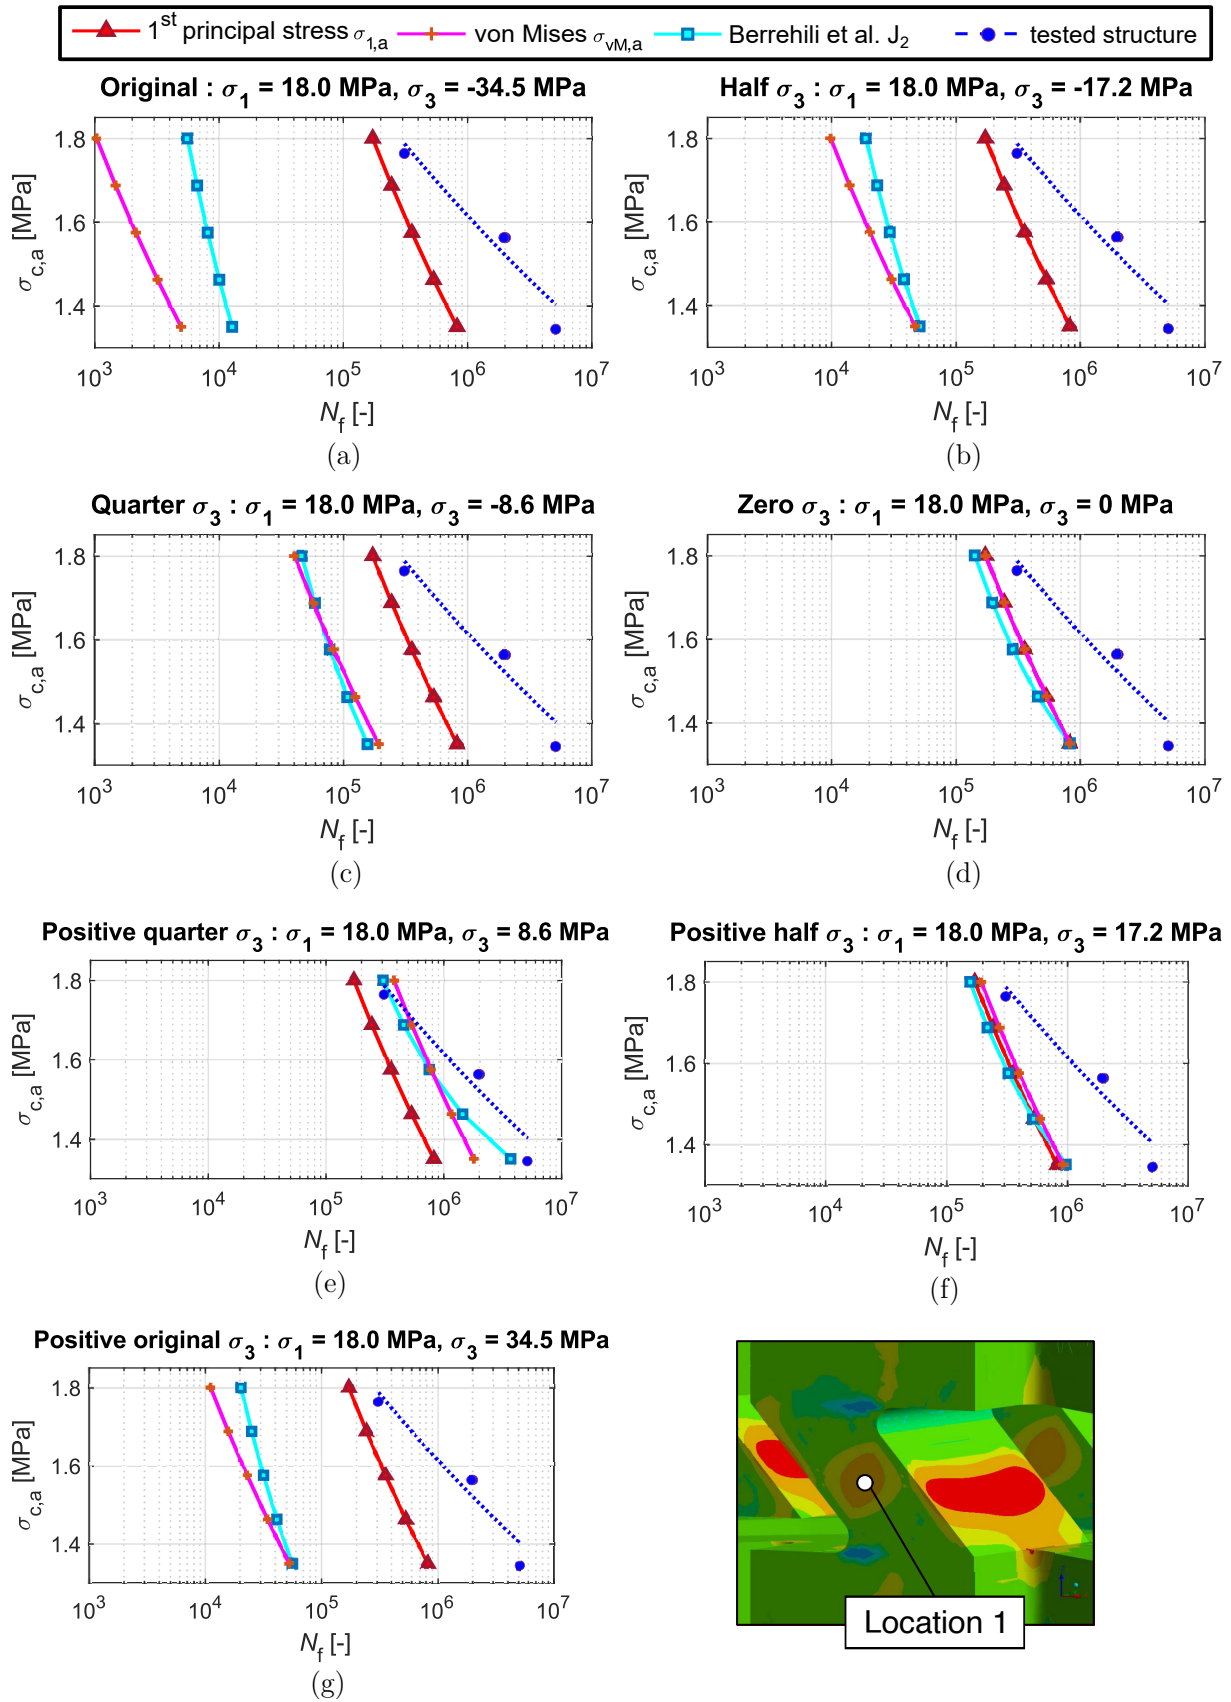 1st principal stress σ1,a von Mises σvM,a Berrehili et al. J2 tested structure
Original : σ1 = 18.0 MPa, σ3 = -34.5 MPa
1.8
1.6
1.4
σc,a [MPa]
10^3 10^4 10^5 10^6 10^7
Nf [-]
(a)
Half σ3 : σ1 = 18.0 MPa, σ3 = -17.2 MPa
1.8
1.6
1.4
σc,a [MPa]
10^3 10^4 10^5 10^6 10^7
Nf [-]
(b)
Quarter σ3 : σ1 = 18.0 MPa, σ3 = -8.6 MPa
1.8
1.6
1.4
σc,a [MPa]
10^3 10^4 10^5 10^6 10^7
Nf [-]
(c)
Zero σ3 : σ1 = 18.0 MPa, σ3 = 0 MPa
1.8
1.6
1.4
σc,a [MPa]
10^3 10^4 10^5 10^6 10^7
Nf [-]
(d)
Positive quarter σ3 : σ1 = 18.0 MPa, σ3 = 8.6 MPa
1.8
1.6
1.4
σc,a [MPa]
10^3 10^4 10^5 10^6 10^7
Nf [-]
(e)
Positive half σ3 : σ1 = 18.0 MPa, σ3 = 17.2 MPa
1.8
1.6
1.4
σc,a [MPa]
10^3 10^4 10^5 10^6 10^7
Nf [-]
(f)
Positive original σ3 : σ1 = 18.0 MPa, σ3 = 34.5 MPa
1.8
1.6
1.4
σc,a [MPa]
10^3 10^4 10^5 10^6 10^7
Nf [-]
(g)
Location 1